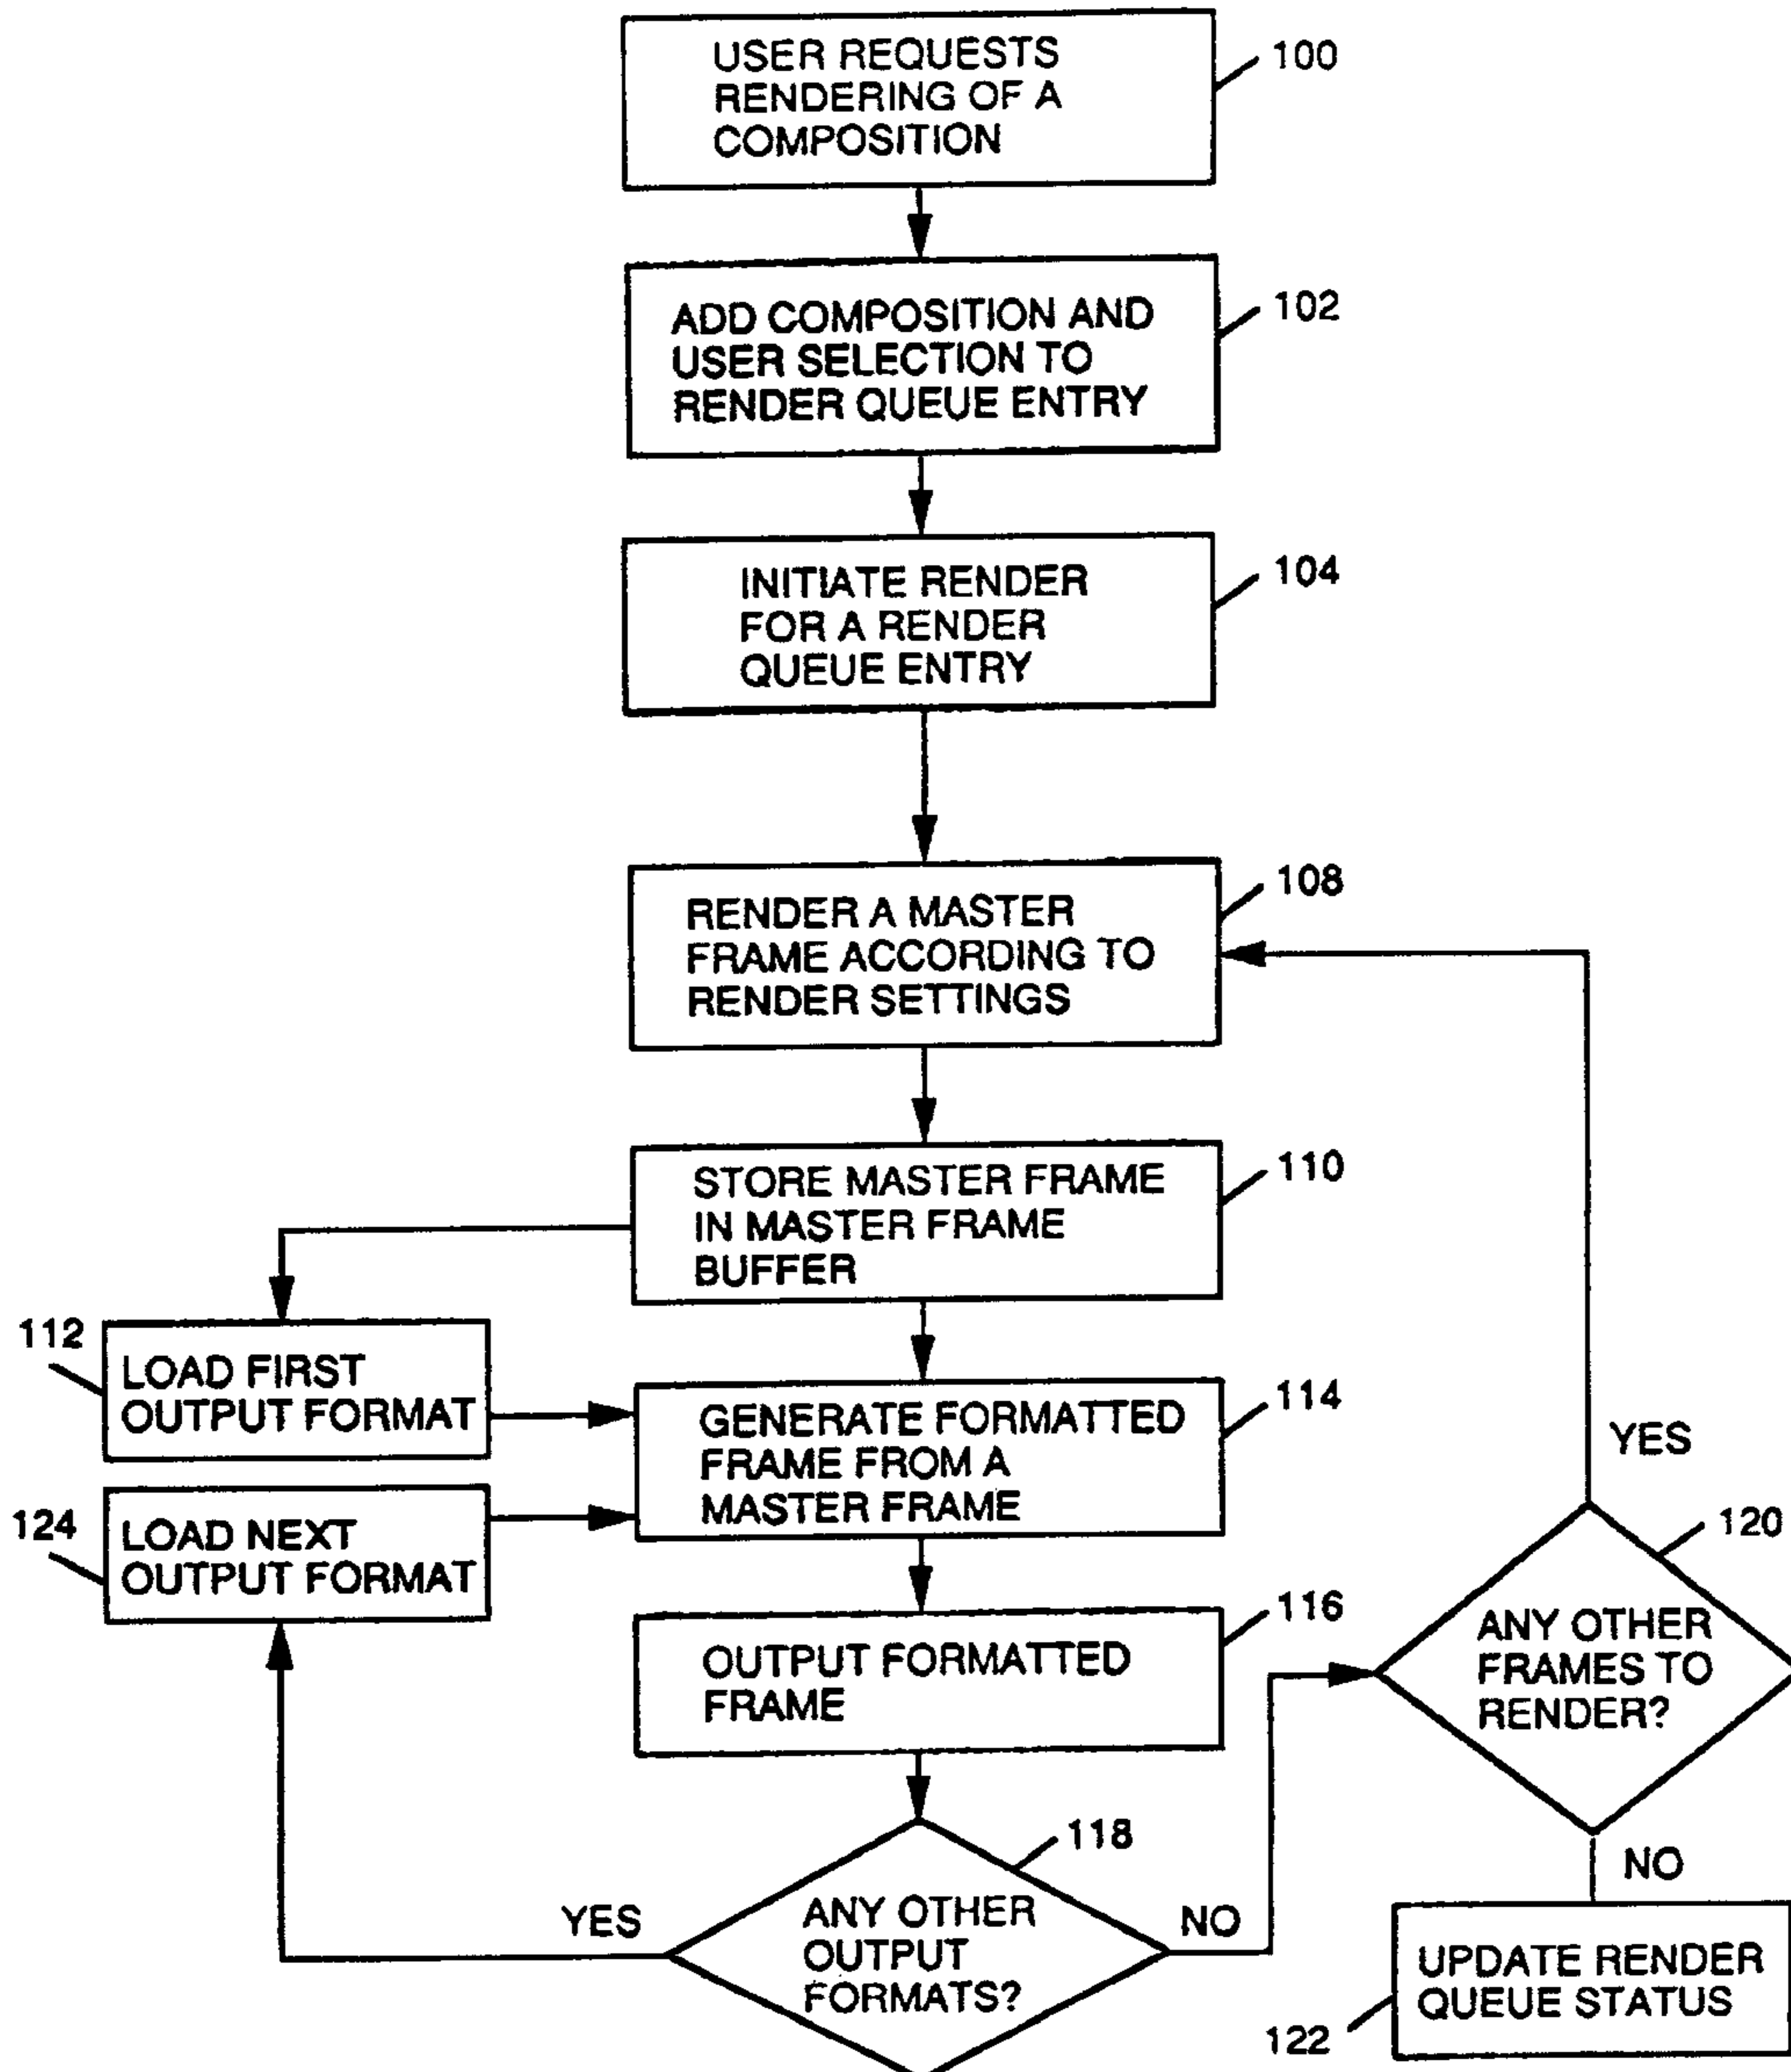 USER REQUESTS
RENDERING OF A
COMPOSITION
100
ADD COMPOSITION AND
USER SELECTION TO
RENDER QUEUE ENTRY
102
INITIATE RENDER
FOR A RENDER
QUEUE ENTRY
104
RENDER A MASTER
FRAME ACCORDING TO
RENDER SETTINGS
108
STORE MASTER FRAME
IN MASTER FRAME
BUFFER
110
112
LOAD FIRST
OUTPUT FORMAT
GENERATE FORMATTED
FRAME FROM A
MASTER FRAME
114
124
LOAD NEXT
OUTPUT FORMAT
OUTPUT FORMATTED
FRAME
116
YES
120
ANY OTHER
FRAMES TO
RENDER?
118
YES
ANY OTHER
OUTPUT
FORMATS?
NO
NO
UPDATE RENDER
QUEUE STATUS
122